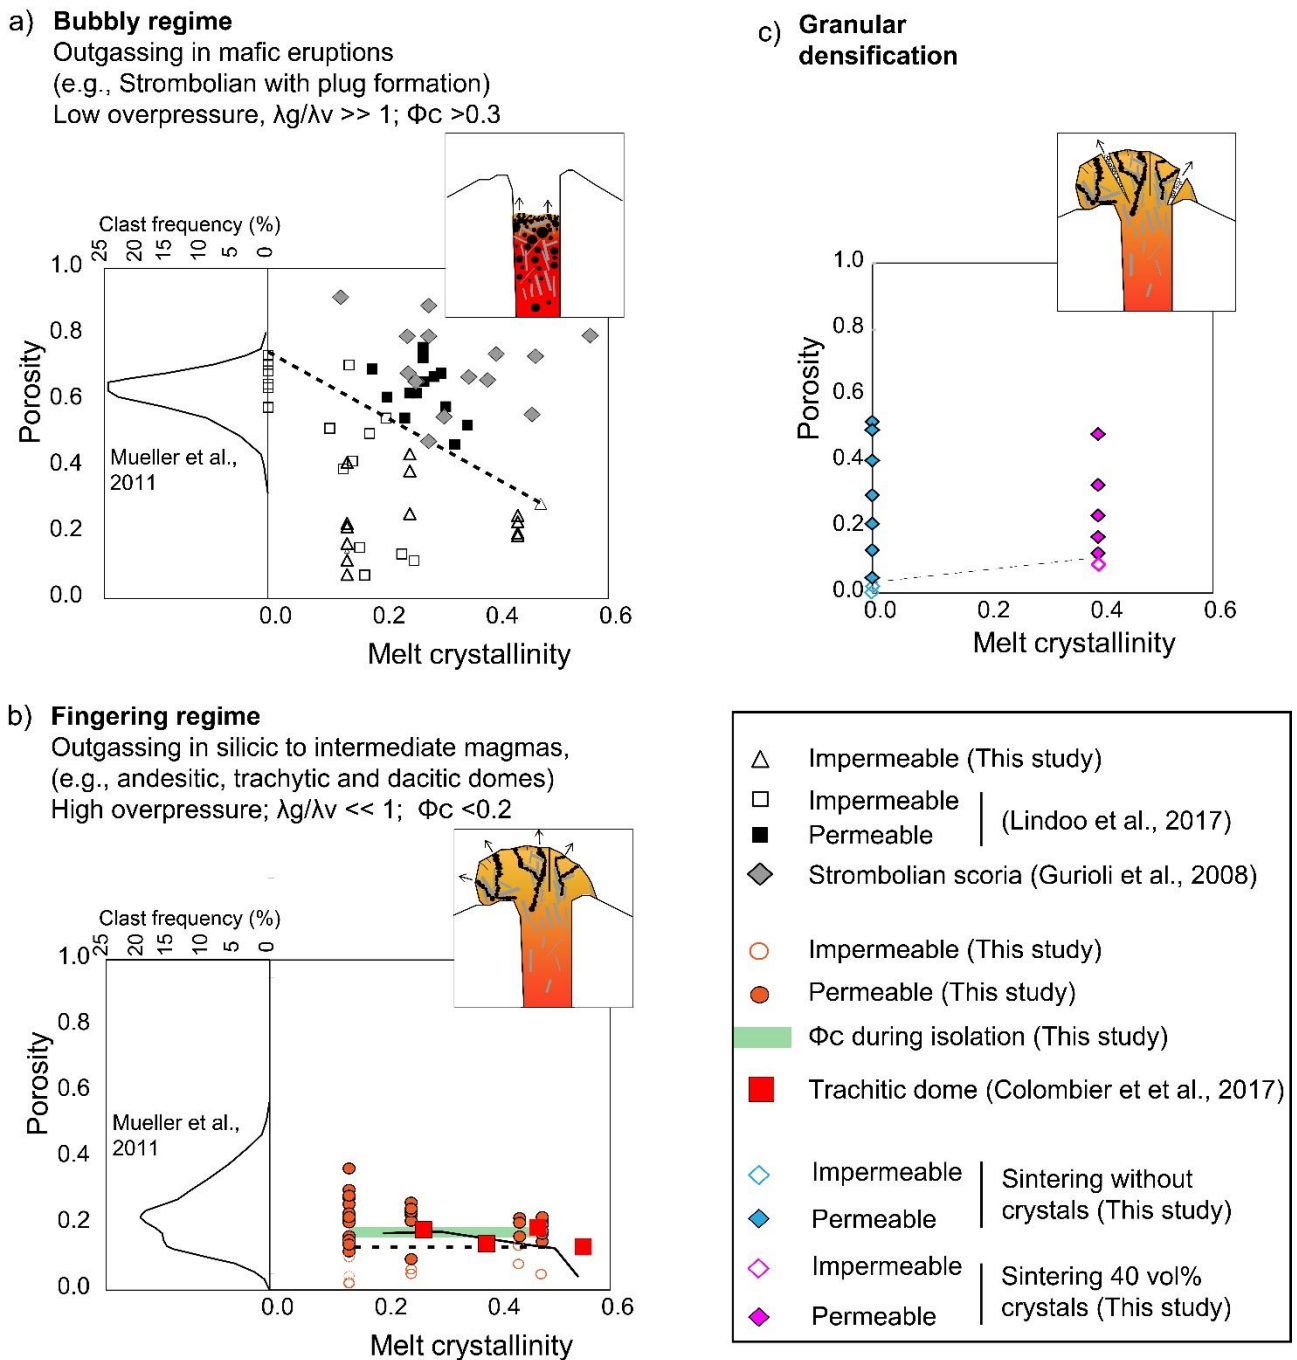 a) Bubbly regime
Outgassing in mafic eruptions
(e.g., Strombolian with plug formation)
Low overpressure, λg/λv >> 1; Φc >0.3
Clast frequency (%)
25 20 15 10 5 0
1.0
0.8
0.6
0.4
0.2
0.0
Porosity
Mueller et al.,
2011
0.0 0.2 0.4 0.6
Melt crystallinity
c) Granular
densification
1.0
0.8
0.6
0.4
0.2
0.0
Porosity
0.0 0.2 0.4 0.6
Melt crystallinity
b) Fingering regime
Outgassing in silicic to intermediate magmas,
(e.g., andesitic, trachytic and dacitic domes)
High overpressure; λg/λv << 1; Φc <0.2
Clast frequency (%)
25 20 15 10 5 0
1.0
0.8
0.6
0.4
0.2
0.0
Porosity
Mueller et al.,
2011
0.0 0.2 0.4 0.6
Melt crystallinity
Impermeable (This study)
Impermeable
Permeable
(Lindoo et al., 2017)
Strombolian scoria (Gurioli et al., 2008)
Impermeable (This study)
Permeable (This study)
Φc during isolation (This study)
Trachitic dome (Colombier et et al., 2017)
Impermeable
Permeable
Sintering without
crystals (This study)
Impermeable
Permeable
Sintering 40 vol%
crystals (This study)